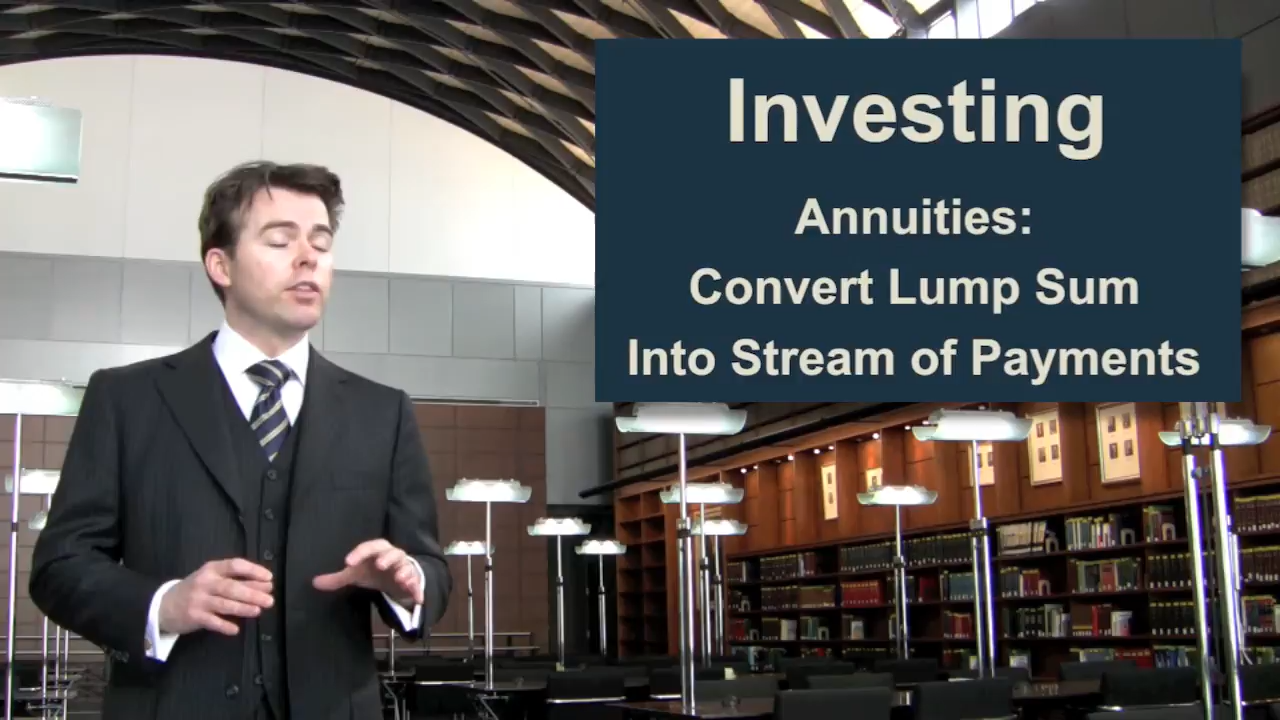 Investing
Annuities:
Convert Lump Sum
Into Stream of Payments